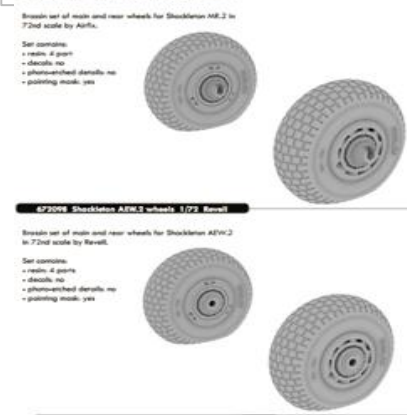 Brassin set of main and rear wheels for Shackleton MR.2 in
72nd scale by Airfix.
Set contains:
- resin: 4 part
- decals: no
- photo-etched details: no
- painting mask: yes
672098 Shackleton AEW.2 wheels 1/72 Revell
Brassin set of main and rear wheels for Shackleton AEW.2
in 72nd scale by Revell.
Set contains:
- resin: 4 parts
- decals: no
- photo-etched details: no
- painting mask: yes